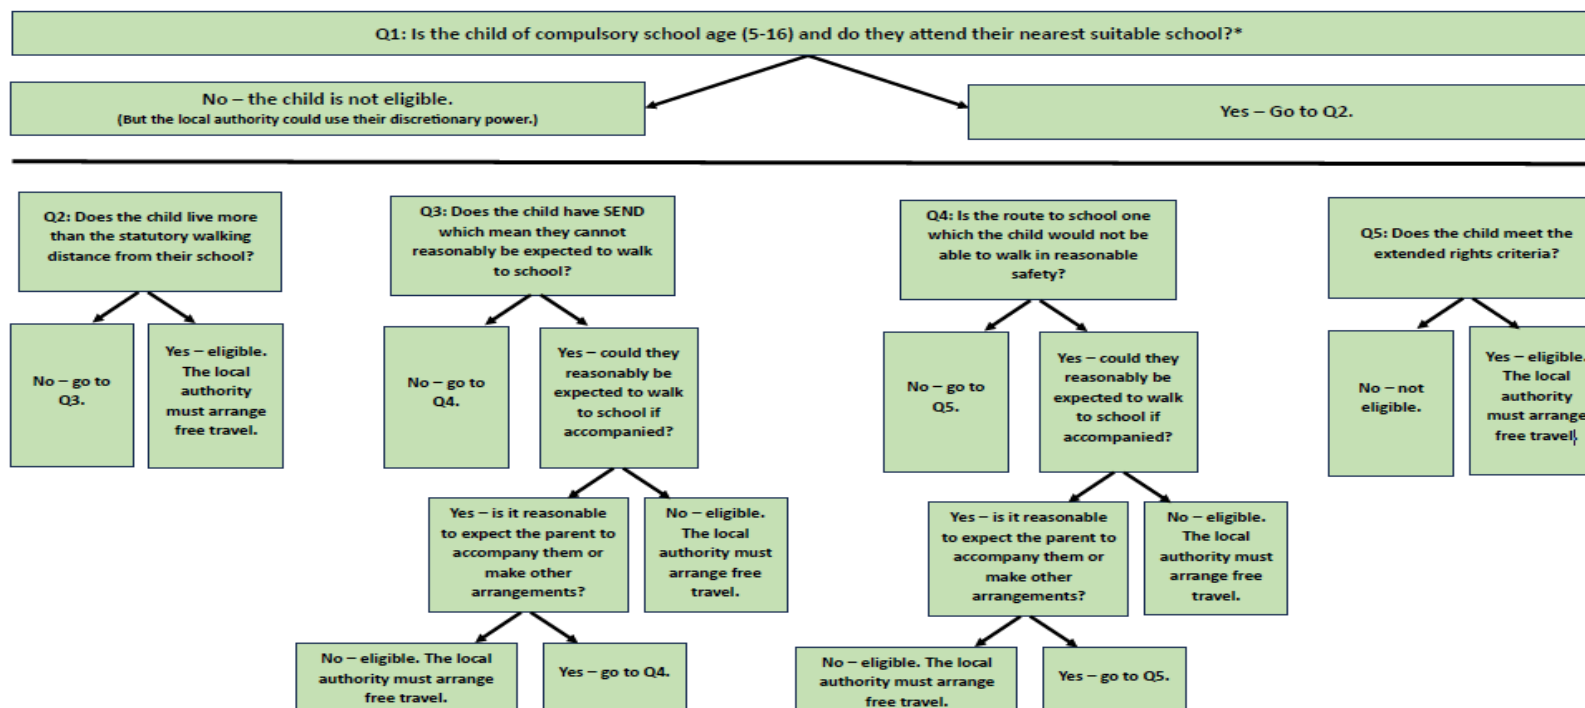 Q1: Is the child of compulsory school age (5-16) and do they attend their nearest suitable school?*
No – the child is not eligible.
(But the local authority could use their discretionary power.)
Yes – Go to Q2.
Q2: Does the child live more
than the statutory walking
distance from their school?
No – go to
Q3.
Yes – eligible.
The local
authority
must arrange
free travel.
Q3: Does the child have SEND
which mean they cannot
reasonably be expected to walk
to school?
No – go to
Q4.
Yes – could they
reasonably be
expected to walk
to school if
accompanied?
Yes – is it reasonable
to expect the parent to
accompany them or
make other
arrangements?
No – eligible.
The local
authority must
arrange free
travel.
No – eligible. The local
authority must arrange
free travel.
Yes – go to Q4.
Q4: Is the route to school one
which the child would not be
able to walk in reasonable
safety?
No – go to
Q5.
Yes – could they
reasonably be
expected to walk
to school if
accompanied?
Yes – is it reasonable
to expect the parent to
accompany them or
make other
arrangements?
No – eligible.
The local
authority must
arrange free
travel.
No – eligible. The local
authority must arrange
free travel.
Yes – go to Q5.
Q5: Does the child meet the
extended rights criteria?
No – not
eligible.
Yes – eligible.
The local
authority
must arrange
free travel.